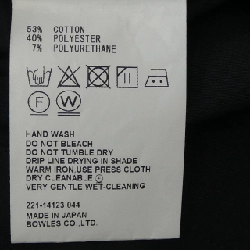 53% COTTON
40% POLYESTER
7% POLYURETHANE
F W
HAND WASH
DO NOT BLEACH
DO NOT TUMBLE DRY
DRIP LINE DRYING IN SHADE
WARM IRON,USE PRESS CLOTH
DRY CLEANABLE Ⓕ
VERY GENTLE WET-CLEANING
221-14123 044
MADE IN JAPAN
BOWLES CO.,LTD.